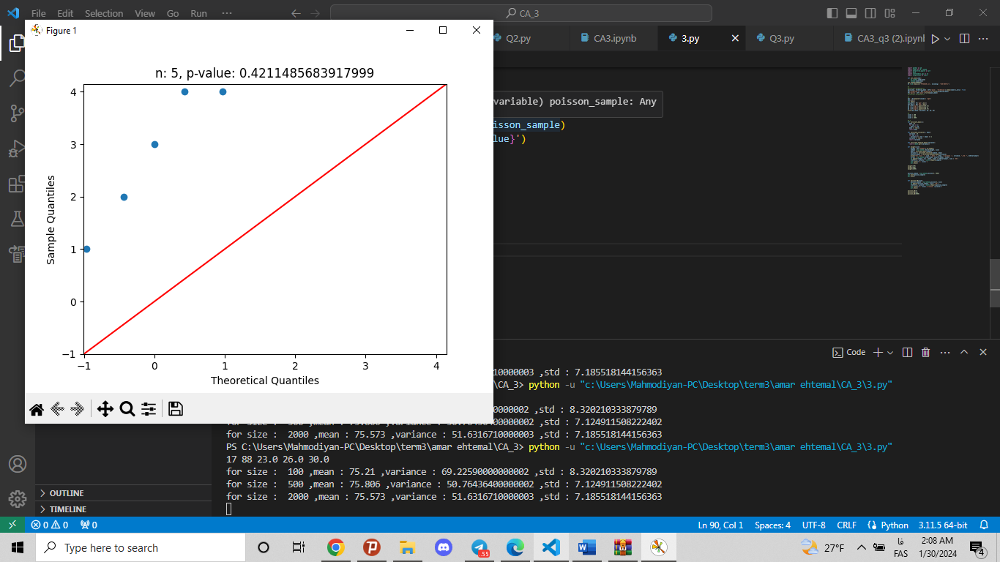 File Edit Selection View Go Run ···
CA_3
Figure 1
Q2.py
CA3.ipynb
3.py
Q3.py
CA3_q3 (2).ipynl
n: 5, p-value: 0.4211485683917999
variable) poisson_sample: Any
isson_sample)
lue}')
4
3
2
1
0
−1
Sample Quantiles
−1 0 1 2 3 4
Theoretical Quantiles
Code
10000003 ,std : 7.185518144156363
\CA_3> python -u "c:\Users\Mahmodiyan-PC\Desktop\term3\amar ehtemal\CA_3\3.py"
0000002 ,std : 8.320210333879789
for size : 500 ,mean : 75.806 ,variance : 50.76436400000002 ,std : 7.124911508222402
for size : 2000 ,mean : 75.573 ,variance : 51.6316710000003 ,std : 7.185518144156363
PS C:\Users\Mahmodiyan-PC\Desktop\term3\amar ehtemal\CA_3> python -u "c:\Users\Mahmodiyan-PC\Desktop\term3\amar ehtemal\CA_3\3.py"
17 88 23.0 26.0 30.0
for size : 100 ,mean : 75.21 ,variance : 69.22590000000002 ,std : 8.320210333879789
for size : 500 ,mean : 75.806 ,variance : 50.76436400000002 ,std : 7.124911508222402
for size : 2000 ,mean : 75.573 ,variance : 51.6316710000003 ,std : 7.185518144156363
OUTLINE
TIMELINE
0 0 0
Ln 90, Col 1 Spaces: 4 UTF-8 CRLF Python 3.11.5 64-bit
Type here to search
.55
27°F
فا
FAS
2:08 AM
1/30/2024
4